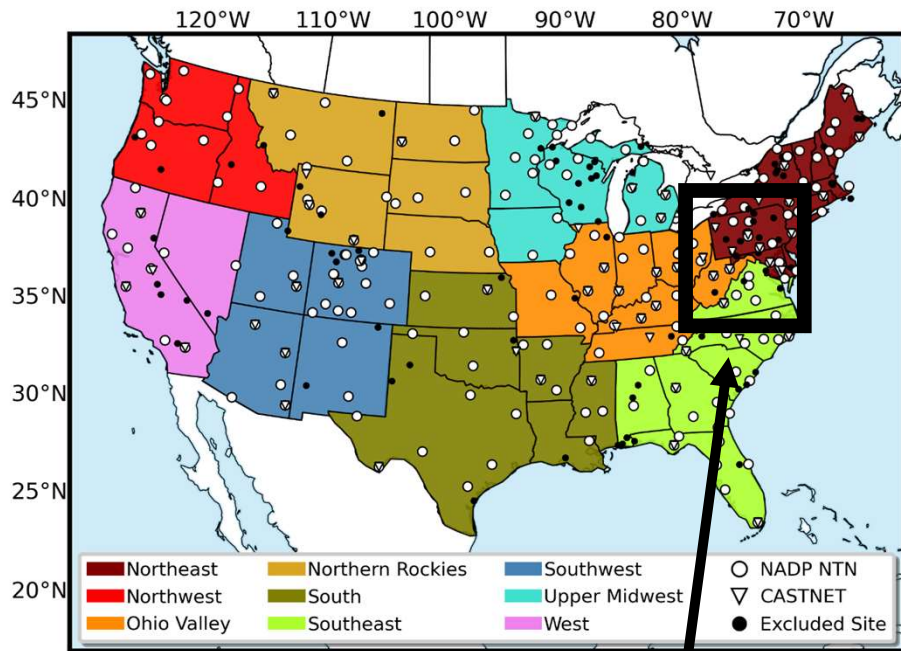 120°W 110°W 100°W 90°W 80°W 70°W
45°N
40°N
35°N
30°N
25°N
20°N
Northeast Northern Rockies Southwest NADP NTN
Northwest South Upper Midwest CASTNET
Ohio Valley Southeast West Excluded Site